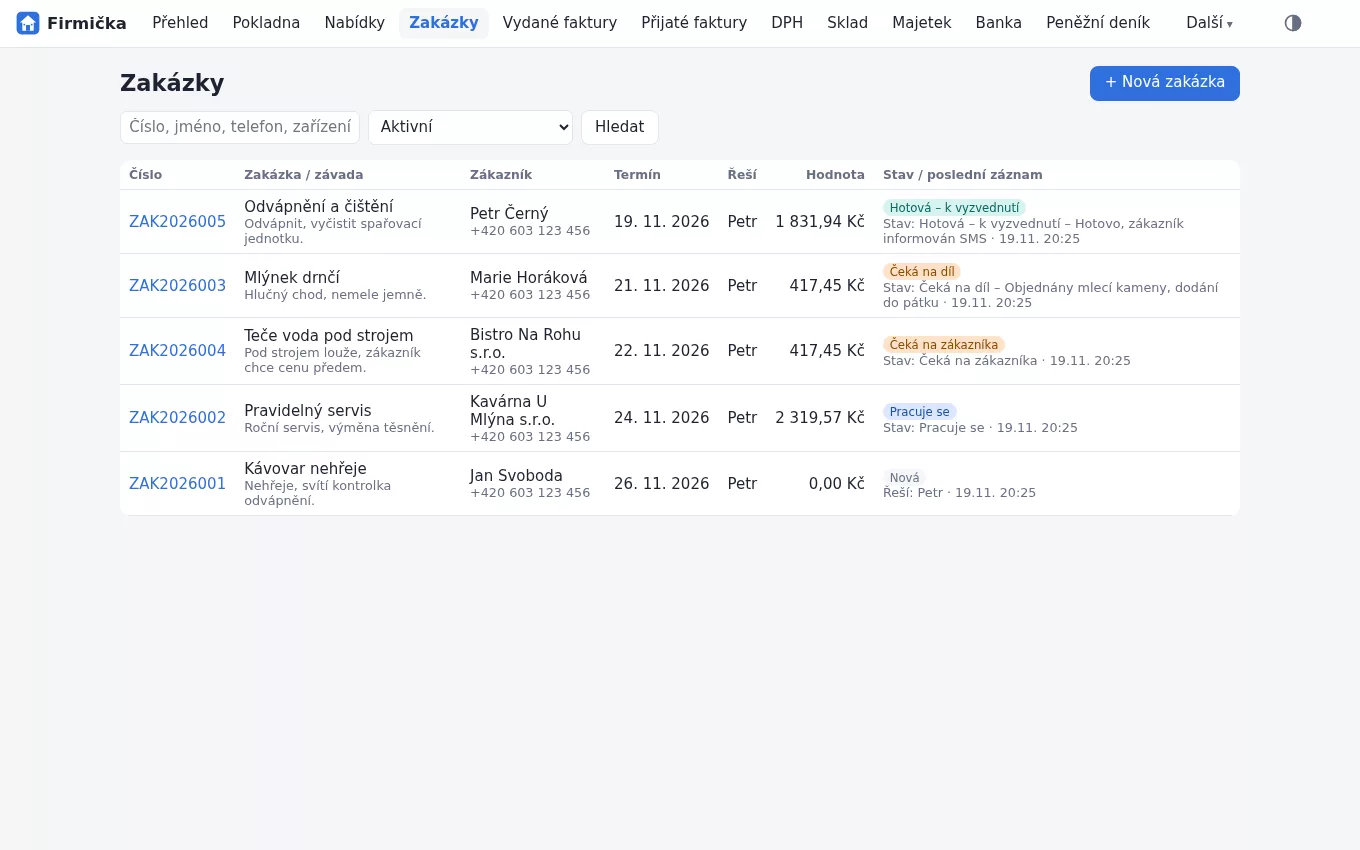 Firmička Přehled Pokladna Nabídky Zakázky Vydané faktury Přijaté faktury DPH Sklad Majetek Banka Peněžní deník Další ▾
Zakázky
+ Nová zakázka
Číslo, jméno, telefon, zařízení Aktivní Hledat
Číslo Zakázka / závada Zákazník Termín Řeší Hodnota Stav / poslední záznam
ZAK2026005 Odvápnění a čištění Petr Černý 19. 11. 2026 Petr 1 831,94 Kč Hotová – k vyzvednutí
Odvápnit, vyčistit spařovací +420 603 123 456 Stav: Hotová – k vyzvednutí – Hotovo, zákazník
jednotku. informován SMS · 19.11. 20:25
ZAK2026003 Mlýnek drnčí Marie Horáková 21. 11. 2026 Petr 417,45 Kč Čeká na díl
Hlučný chod, nemele jemně. +420 603 123 456 Stav: Čeká na díl – Objednány mlecí kameny, dodání
do pátku · 19.11. 20:25
ZAK2026004 Teče voda pod strojem Bistro Na Rohu 22. 11. 2026 Petr 417,45 Kč Čeká na zákazníka
Pod strojem louže, zákazník s.r.o. Stav: Čeká na zákazníka · 19.11. 20:25
chce cenu předem. +420 603 123 456
ZAK2026002 Pravidelný servis Kavárna U 24. 11. 2026 Petr 2 319,57 Kč Pracuje se
Roční servis, výměna těsnění. Mlýna s.r.o. Stav: Pracuje se · 19.11. 20:25
+420 603 123 456
ZAK2026001 Kávovar nehřeje Jan Svoboda 26. 11. 2026 Petr 0,00 Kč Nová
Nehřeje, svítí kontrolka +420 603 123 456 Řeší: Petr · 19.11. 20:25
odvápnění.